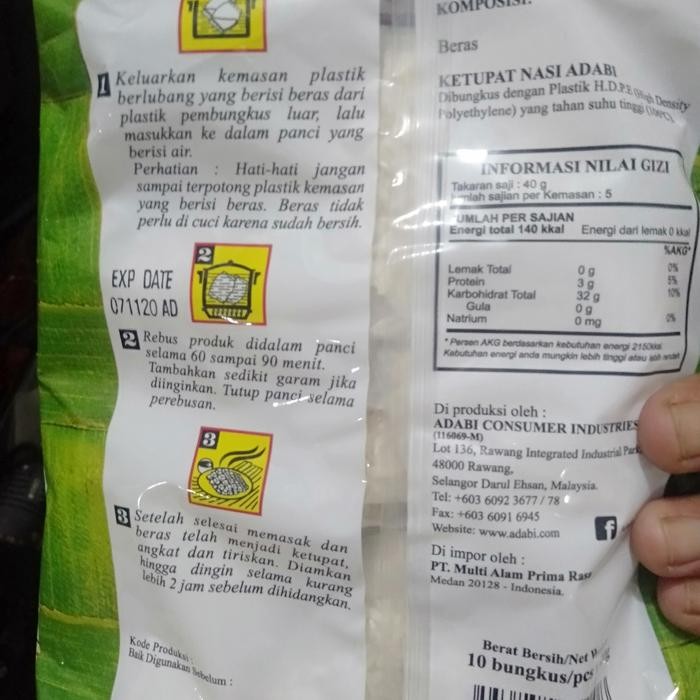 1 Keluarkan kemasan plastik
berlubang yang berisi beras dari
plastik pembungkus luar, lalu
masukkan ke dalam panci yang
berisi air.
Perhatian : Hati-hati jangan
sampai terpotong plastik kemasan
yang berisi beras. Beras tidak
perlu di cuci karena sudah bersih.
EXP DATE
071120 AD
2
2 Rebus produk didalam panci
selama 60 sampai 90 menit.
Tambahkan sedikit garam jika
diinginkan. Tutup panci selama
perebusan.
3
3 Setelah selesai memasak dan
beras telah menjadi ketupat,
angkat dan tiriskan. Diamkan
hingga dingin selama kurang
lebih 2 jam sebelum dihidangkan.
Kode Produksi :
Baik Digunakan Sebelum :
KOMPOSISI:
Beras
KETUPAT NASI ADABI
Dibungkus dengan Plastik H.D.P.E (High Density
Polyethylene) yang tahan suhu tinggi
INFORMASI NILAI GIZI
Takaran saji : 40 g
sajian per Kemasan : 5
UMLAH PER SAJIAN
Energi total 140 kkal Energi dari lemak 0 kkal
%AKG*
Lemak Total 0 g 0%
Protein 3 g 5%
Karbohidrat Total 32 g 10%
Gula 0 g
Natrium 0 mg 0%
* Persen AKG berdasarkan kebutuhan energi 2150kkal.
Kebutuhan energi anda mungkin lebih tinggi atau
Di produksi oleh :
ADABI CONSUMER INDUSTRIES
(116069-M)
Lot 136, Rawang Integrated Industrial Park,
48000 Rawang,
Selangor Darul Ehsan, Malaysia.
Tel: +603 6092 3677 / 78
Fax: +603 6091 6945
Website: www.adabi.com
f
Di impor oleh :
PT. Multi Alam Prima
Medan 20128 - Indonesia.
Berat Bersih/Net
10 bungkus/pcs